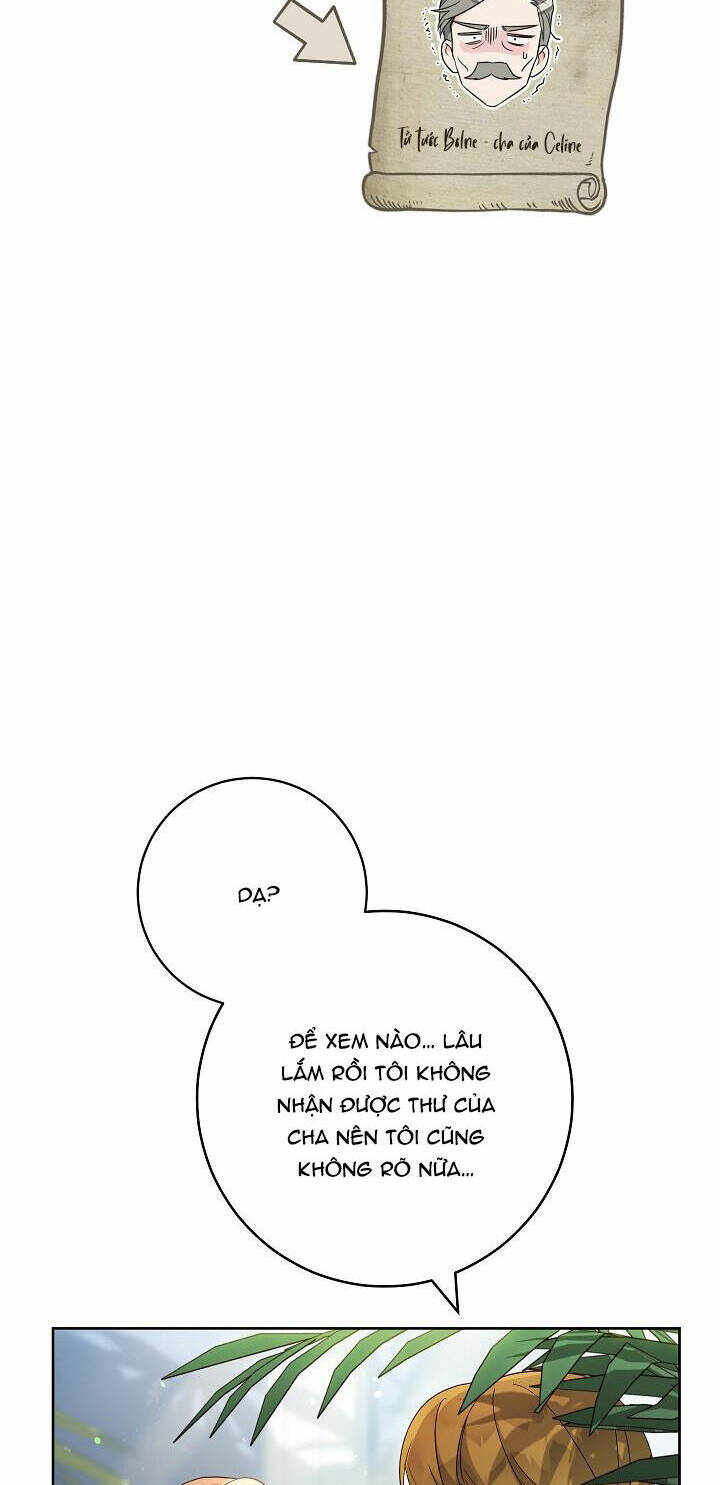 Tử tước Bolne - cha của Celine
DẠ?
ĐỂ XEM NÀO... LÂU
LẮM RỒI TÔI KHÔNG
NHẬN ĐƯỢC THƯ CỦA
CHA NÊN TÔI CŨNG
KHÔNG RÕ NỮA...